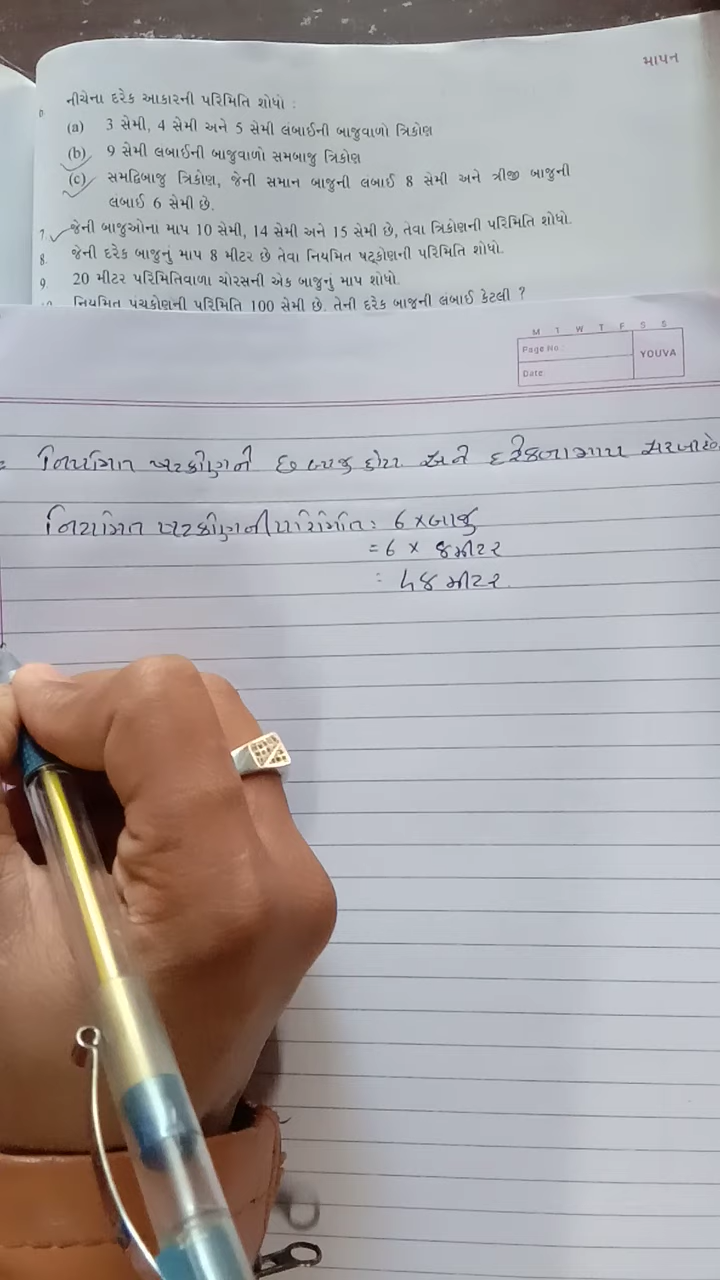 માપન
નીચેના દરેક આકારની પરિમિતિ શોધો :
(a) 3 સેમી, 4 સેમી અને 5 સેમી લંબાઈની બાજુવાળો ત્રિકોણ
(b) 9 સેમી લંબાઈની બાજુવાળો સમબાજુ ત્રિકોણ
(c) સમદ્વિબાજુ ત્રિકોણ, જેની સમાન બાજુની લંબાઈ 8 સેમી અને ત્રીજી બાજુની
લંબાઈ 6 સેમી છે.
7. જેની બાજુઓનાં માપ 10 સેમી, 14 સેમી અને 15 સેમી છે, તેવા ત્રિકોણની પરિમિતિ શોધો.
8. જેની દરેક બાજુનું માપ 8 મીટર છે તેવા નિયમિત ષટ્કોણની પરિમિતિ શોધો.
9. 20 મીટર પરિમિતિવાળા ચોરસની એક બાજુનું માપ શોધો.
નિયમિત પંચકોણની પરિમિતિ 100 સેમી છે. તેની દરેક બાજુની લંબાઈ કેટલી ?
M T W T F S S
Page No.:
YOUVA
Date:
નિયમિત ષટકોણને છ બાજુ હોય અને દરેકના માપ સરખા છે.
નિયમિત ષટકોણની પરિમિતિ = 6 × બાજુ
= 6 × 8 મીટર
= 48 મીટર